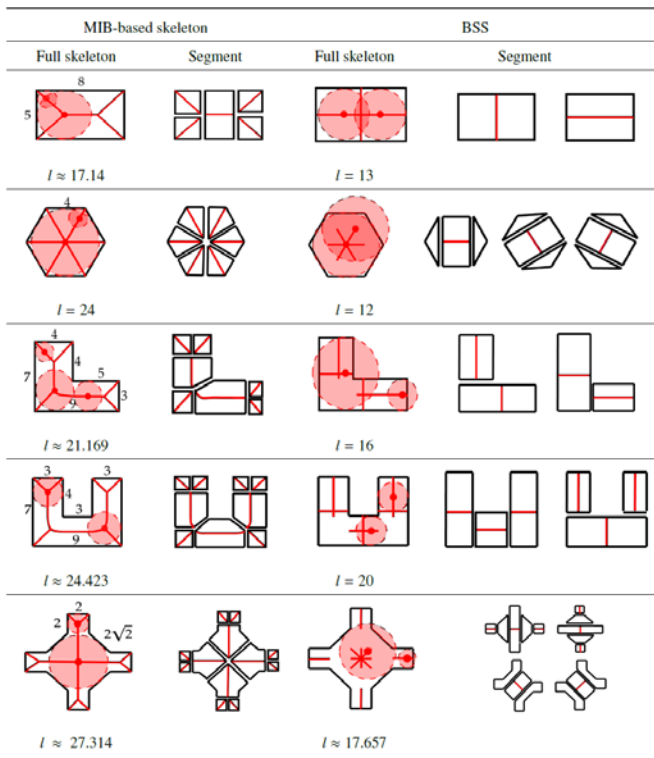 MIB-based skeleton BSS
Full skeleton Segment Full skeleton Segment
8
5
l ≈ 17.14 l = 13
4
l = 24 l = 12
4
4
7 5
3
9
l ≈ 21.169 l = 16
3 3
4
7 3
9
l ≈ 24.423 l = 20
2
2 2√2
l ≈ 27.314 l ≈ 17.657